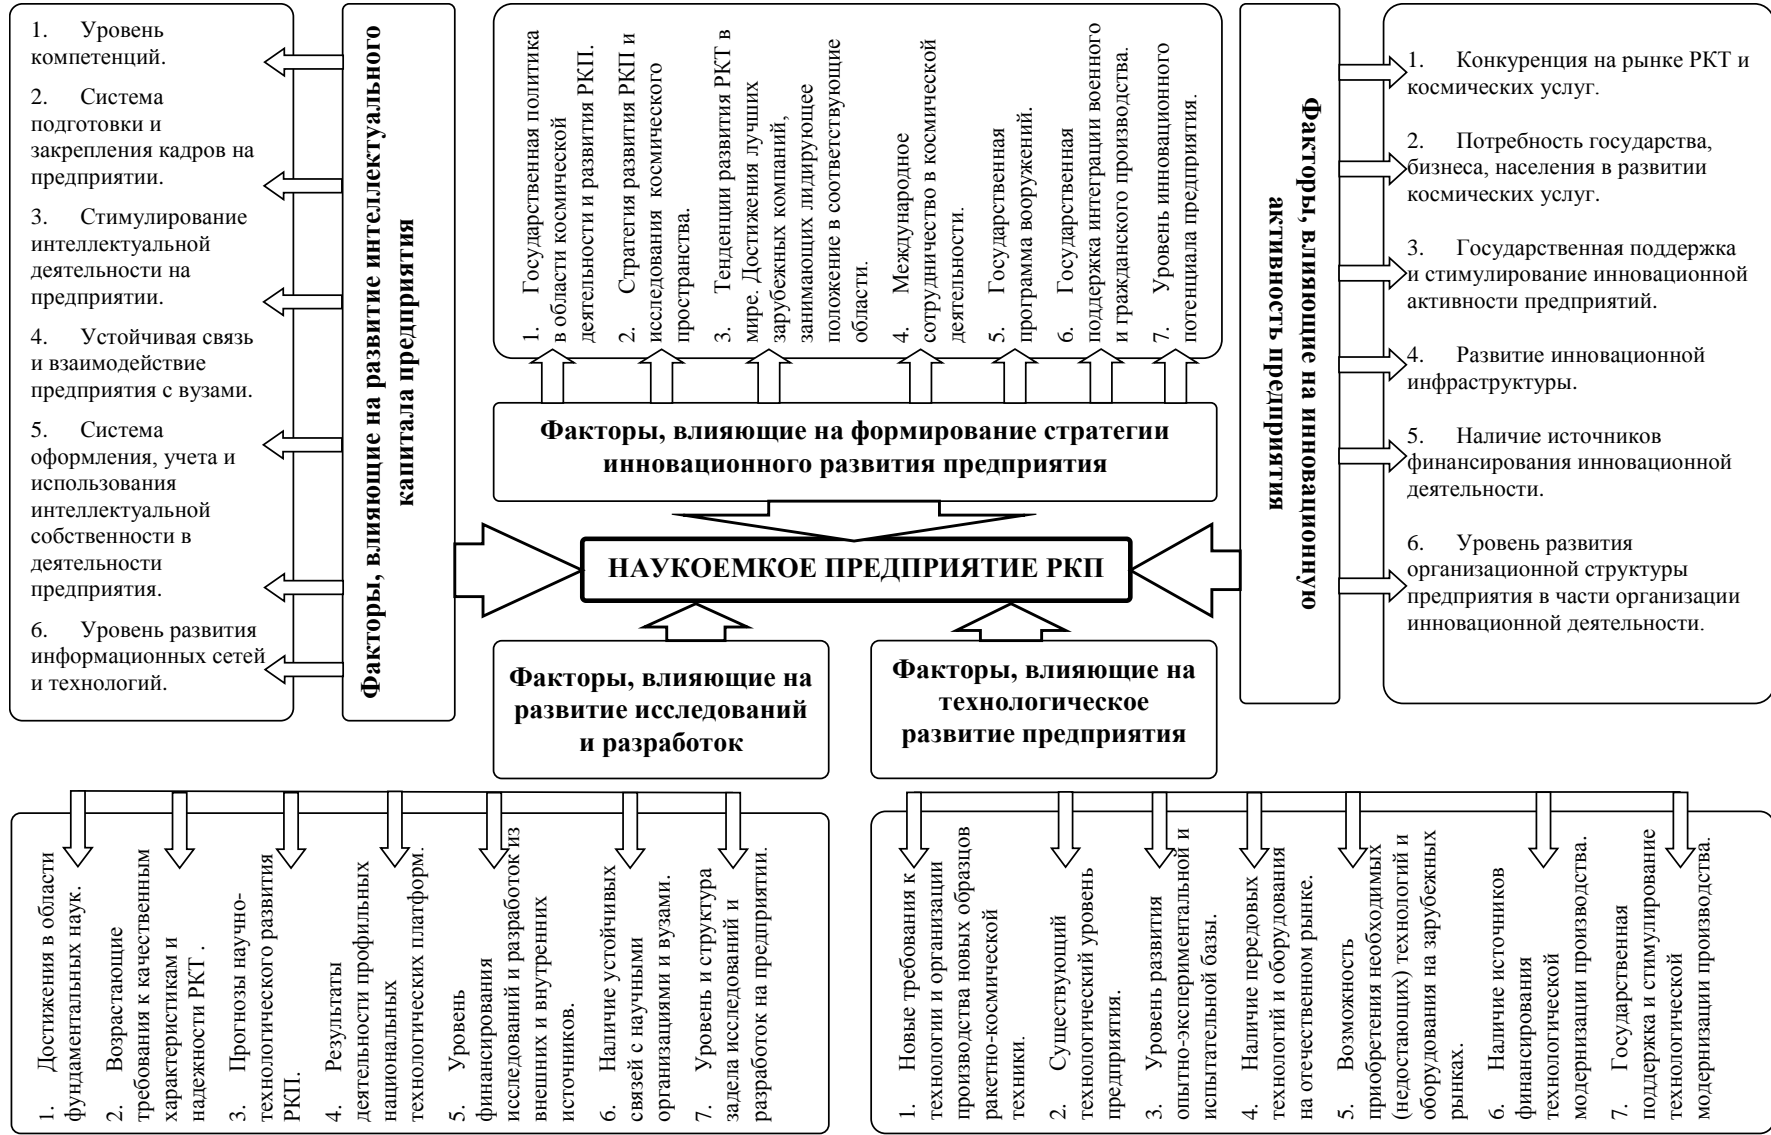 1. Уровень
компетенций.
2. Система
подготовки и
закрепления кадров на
предприятии.
3. Стимулирование
интеллектуальной
деятельности на
предприятии.
4. Устойчивая связь
и взаимодействие
предприятия с вузами.
5. Система
оформления, учета и
использования
интеллектуальной
собственности в
деятельности
предприятия.
6. Уровень развития
информационных сетей
и технологий.
Факторы, влияющие на развитие интеллектуального
капитала предприятия
1. Государственная политика
в области космической
деятельности и развития РКП.
2. Стратегия развития РКП и
исследования космического
пространства.
3. Тенденции развития РКТ в
мире. Достижения лучших
зарубежных компаний,
занимающих лидирующее
положение в соответствующие
области.
4. Международное
сотрудничество в космической
деятельности.
5. Государственная
программа вооружений.
6. Государственная
поддержка интеграции военного
и гражданского производства.
7. Уровень инновационного
потенциала предприятия.
Факторы, влияющие на формирование стратегии
инновационного развития предприятия
НАУКОЕМКОЕ ПРЕДПРИЯТИЕ РКП
Факторы, влияющие на инновационную
активность предприятия
1. Конкуренция на рынке РКТ и
космических услуг.
2. Потребность государства,
бизнеса, населения в развитии
космических услуг.
3. Государственная поддержка
и стимулирование инновационной
активности предприятий.
4. Развитие инновационной
инфраструктуры.
5. Наличие источников
финансирования инновационной
деятельности.
6. Уровень развития
организационной структуры
предприятия в части организации
инновационной деятельности.
Факторы, влияющие на
развитие исследований
и разработок
Факторы, влияющие на
технологическое
развитие предприятия
1. Достижения в области
фундаментальных наук.
2. Возрастающие
требования к качественным
характеристикам и
надежности РКТ .
3. Прогнозы научно-
технологического развития
РКП.
4. Результаты
деятельности профильных
национальных
технологических платформ.
5. Уровень
финансирования
исследований и разработок из
внешних и внутренних
источников.
6. Наличие устойчивых
связей с научными
организациями и вузами.
7. Уровень и структура
задела исследований и
разработок на предприятии.
1. Новые требования к
технологии и организации
производства новых образцов
ракетно-космической
техники.
2. Существующий
технологический уровень
предприятия.
3. Уровень развития
опытно-экспериментальной и
испытательной базы.
4. Наличие передовых
технологий и оборудования
на отечественном рынке.
5. Возможность
приобретения необходимых
(недостающих) технологий и
оборудования на зарубежных
рынках.
6. Наличие источников
финансирования
технологической
модернизации производства.
7. Государственная
поддержка и стимулирование
технологической
модернизации производства.